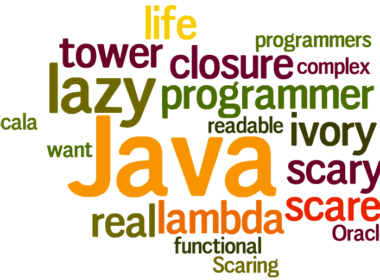 life
programmers
tower
closure
complex
lazy
programmer
cala
readable
ivory
want
Java
scary
real
lambda
scare
functional
Oracl
Scaring